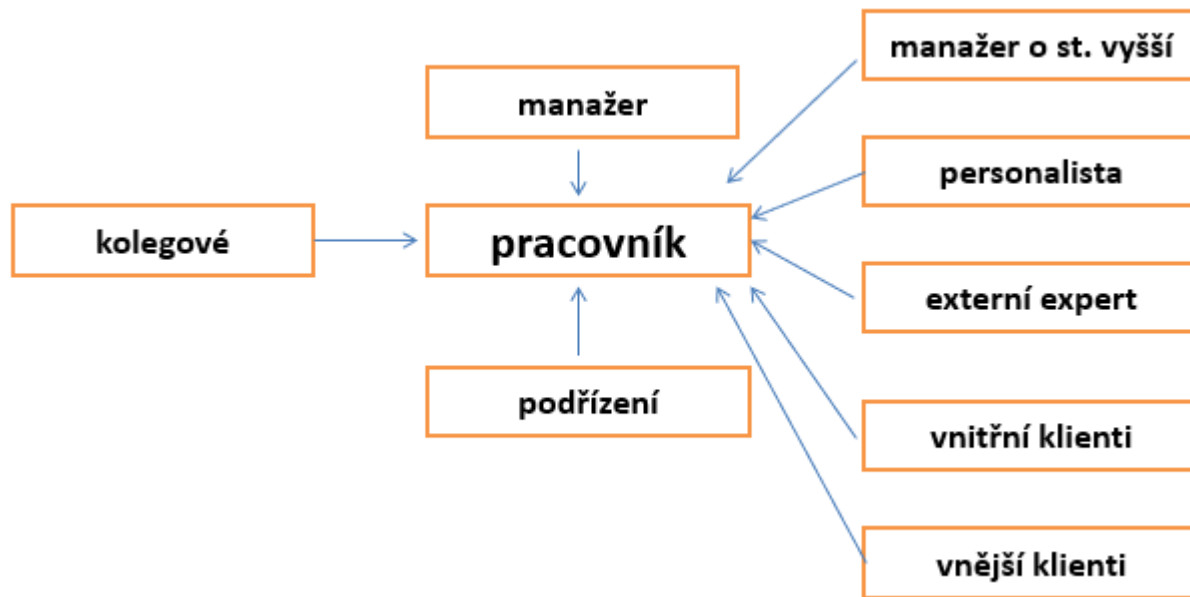 manažer o st. vyšší
manažer
personalista
kolegové
pracovník
externí expert
podřízení
vnitřní klienti
vnější klienti